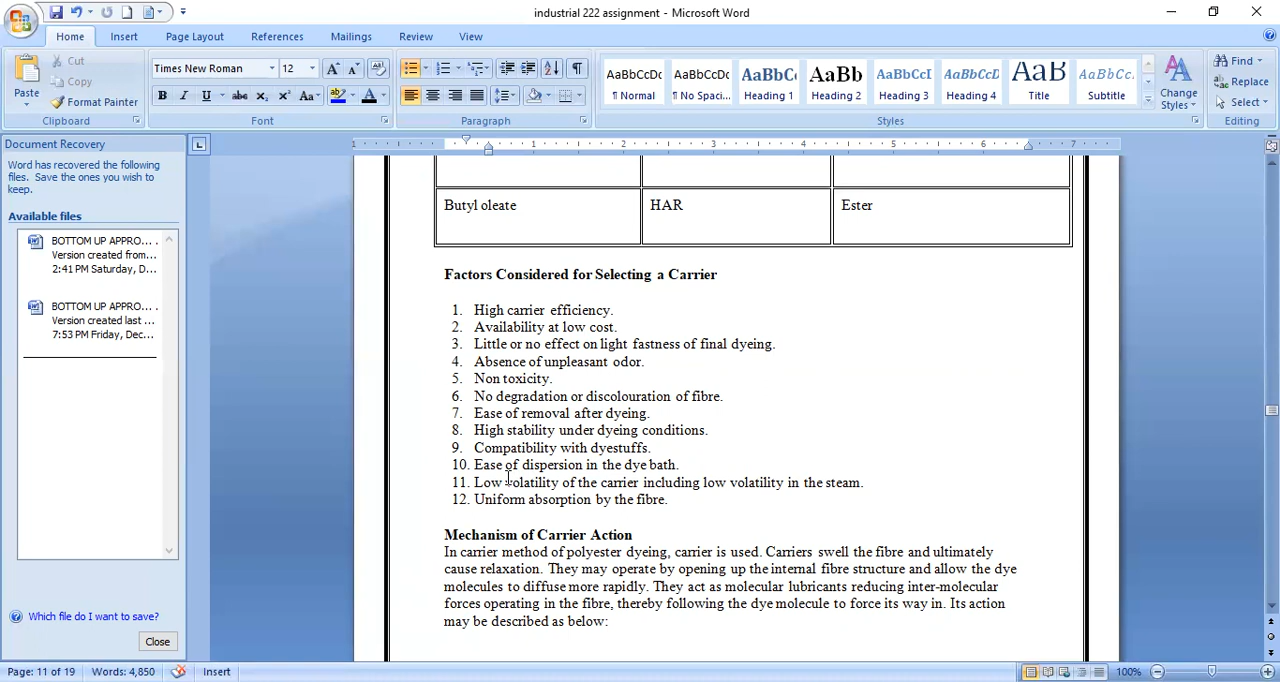 industrial 222 assignment - Microsoft Word
Home Insert Page Layout References Mailings Review View
Paste
Cut
Copy
Format Painter
Clipboard
Times New Roman 12
Font
Paragraph
AaBbCcDc AaBbCcDc AaBbC AaBb AaBbCcI AaBbCcD AaB AaBbCc.
¶ Normal ¶ No Spaci... Heading 1 Heading 2 Heading 3 Heading 4 Title Subtitle
Change Styles
Styles
Find
Replace
Select
Editing
Document Recovery
Word has recovered the following
files. Save the ones you wish to
keep.
Available files
BOTTOM UP APPRO... .
Version created from...
2:41 PM Saturday, D...
BOTTOM UP APPRO... .
Version created last ...
7:53 PM Friday, Dec...
Which file do I want to save?
Close
1 1 2 3 4 5 6 7
Butyl oleate HAR Ester
Factors Considered for Selecting a Carrier
1. High carrier efficiency.
2. Availability at low cost.
3. Little or no effect on light fastness of final dyeing.
4. Absence of unpleasant odor.
5. Non toxicity.
6. No degradation or discolouration of fibre.
7. Ease of removal after dyeing.
8. High stability under dyeing conditions.
9. Compatibility with dyestuffs.
10. Ease of dispersion in the dye bath.
11. Low volatility of the carrier including low volatility in the steam.
12. Uniform absorption by the fibre.
Mechanism of Carrier Action
In carrier method of polyester dyeing, carrier is used. Carriers swell the fibre and ultimately
cause relaxation. They may operate by opening up the internal fibre structure and allow the dye
molecules to diffuse more rapidly. They act as molecular lubricants reducing inter-molecular
forces operating in the fibre, thereby following the dye molecule to force its way in. Its action
may be described as below:
Page: 11 of 19 Words: 4,850 Insert 100%